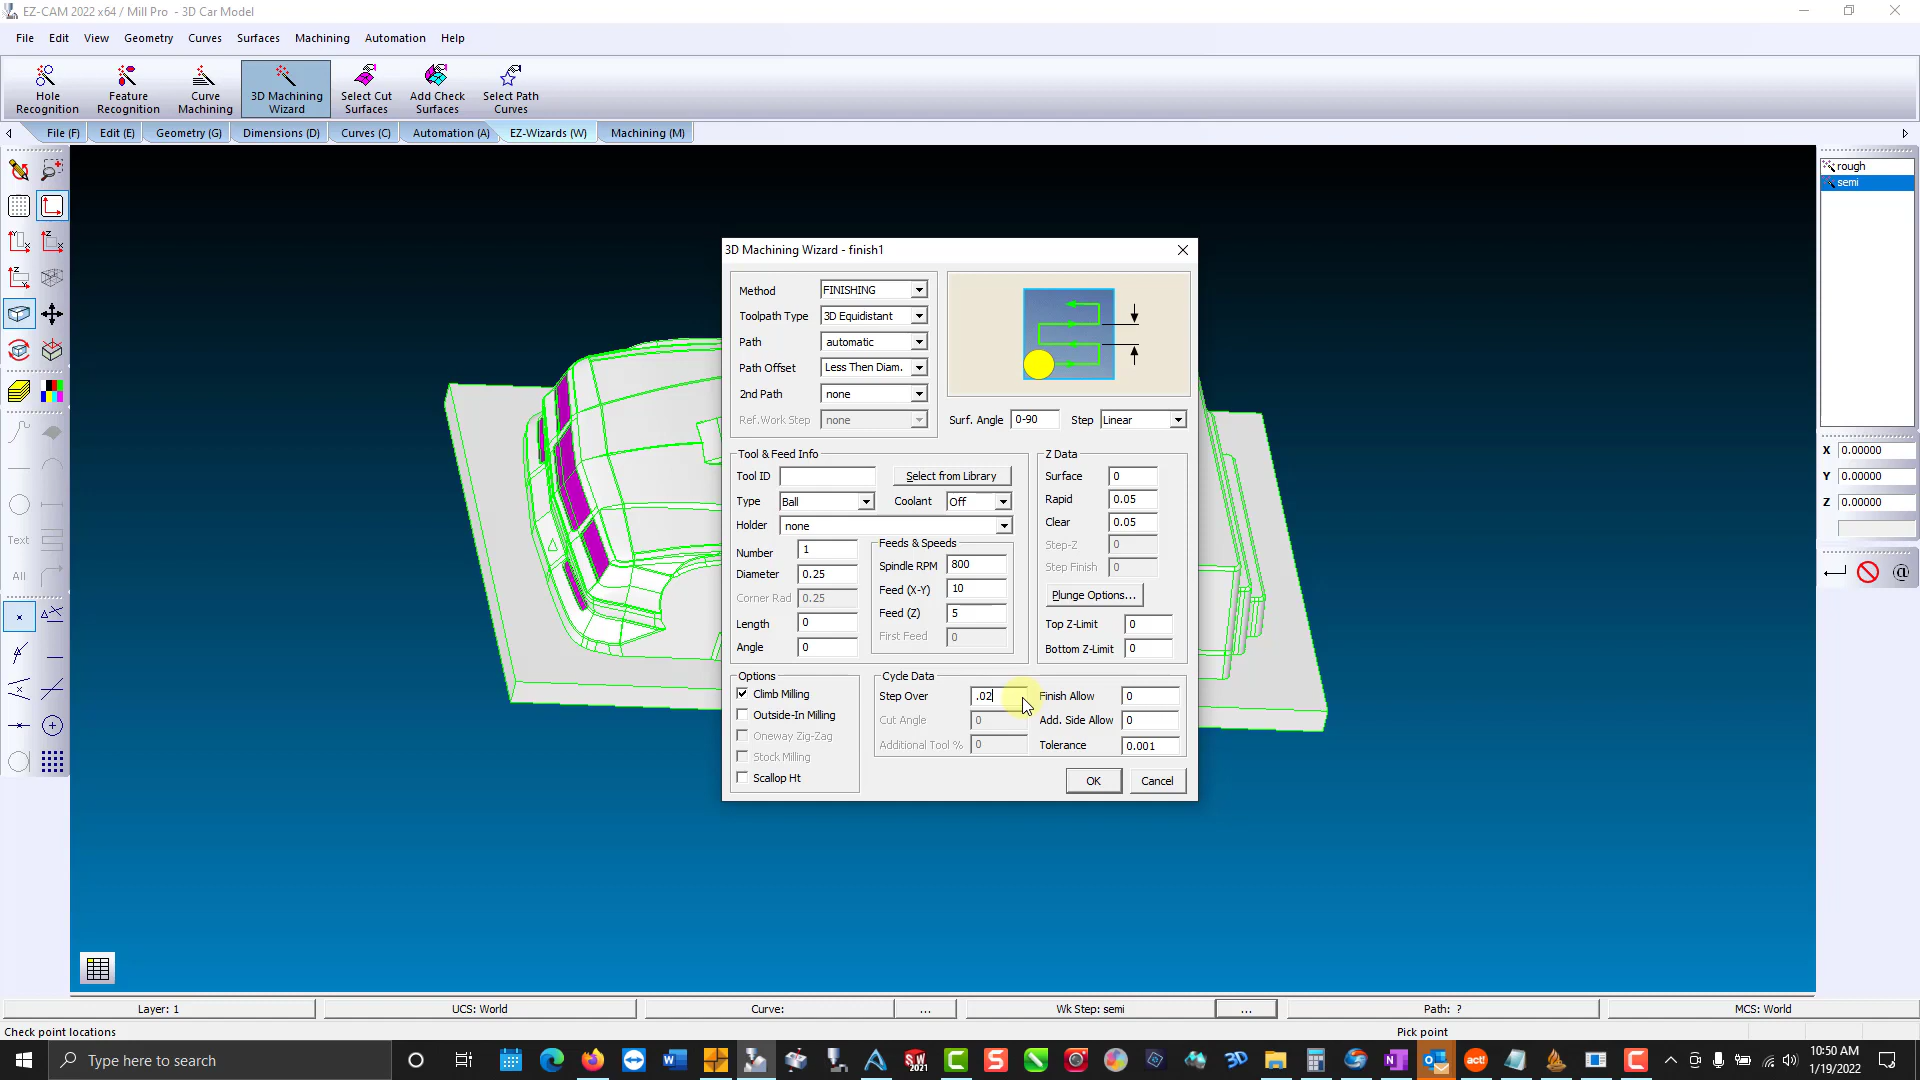 EZ-CAM 2022 x64 / Mill Pro - 3D Car Model
File Edit View Geometry Curves Surfaces Machining Automation Help
Hole Recognition
Feature Recognition
Curve Machining
3D Machining Wizard
Select Cut Surfaces
Add Check Surfaces
Select Path Curves
File (F) Edit (E) Geometry (G) Dimensions (D) Curves (C) Automation (A) EZ-Wizards (W) Machining (M)
Text
All
3D Machining Wizard - finish1
Method FINISHING
Toolpath Type 3D Equidistant
Path automatic
Path Offset Less Then Diam.
2nd Path none
Ref.Work Step none
Surf. Angle 0-90 Step Linear
Tool & Feed Info
Tool ID Select from Library
Type Ball Coolant Off
Holder none
Number 1
Diameter 0.25
Corner Rad 0.25
Length 0
Angle 0
Feeds & Speeds
Spindle RPM 800
Feed (X-Y) 10
Feed (Z) 5
First Feed 0
Z Data
Surface 0
Rapid 0.05
Clear 0.05
Step-Z 0
Step Finish 0
Plunge Options...
Top Z-Limit 0
Bottom Z-Limit 0
Options
Climb Milling
Outside-In Milling
Oneway Zig-Zag
Stock Milling
Scallop Ht
Cycle Data
Step Over .02 Finish Allow 0
Cut Angle 0 Add. Side Allow 0
Additional Tool % 0 Tolerance 0.001
OK Cancel
rough
semi
X 0.00000
Y 0.00000
Z 0.00000
@
Layer: 1 UCS: World Curve: ... Wk Step: semi ... Path: ? MCS: World
Check point locations Pick point
Type here to search
10:50 AM
1/19/2022